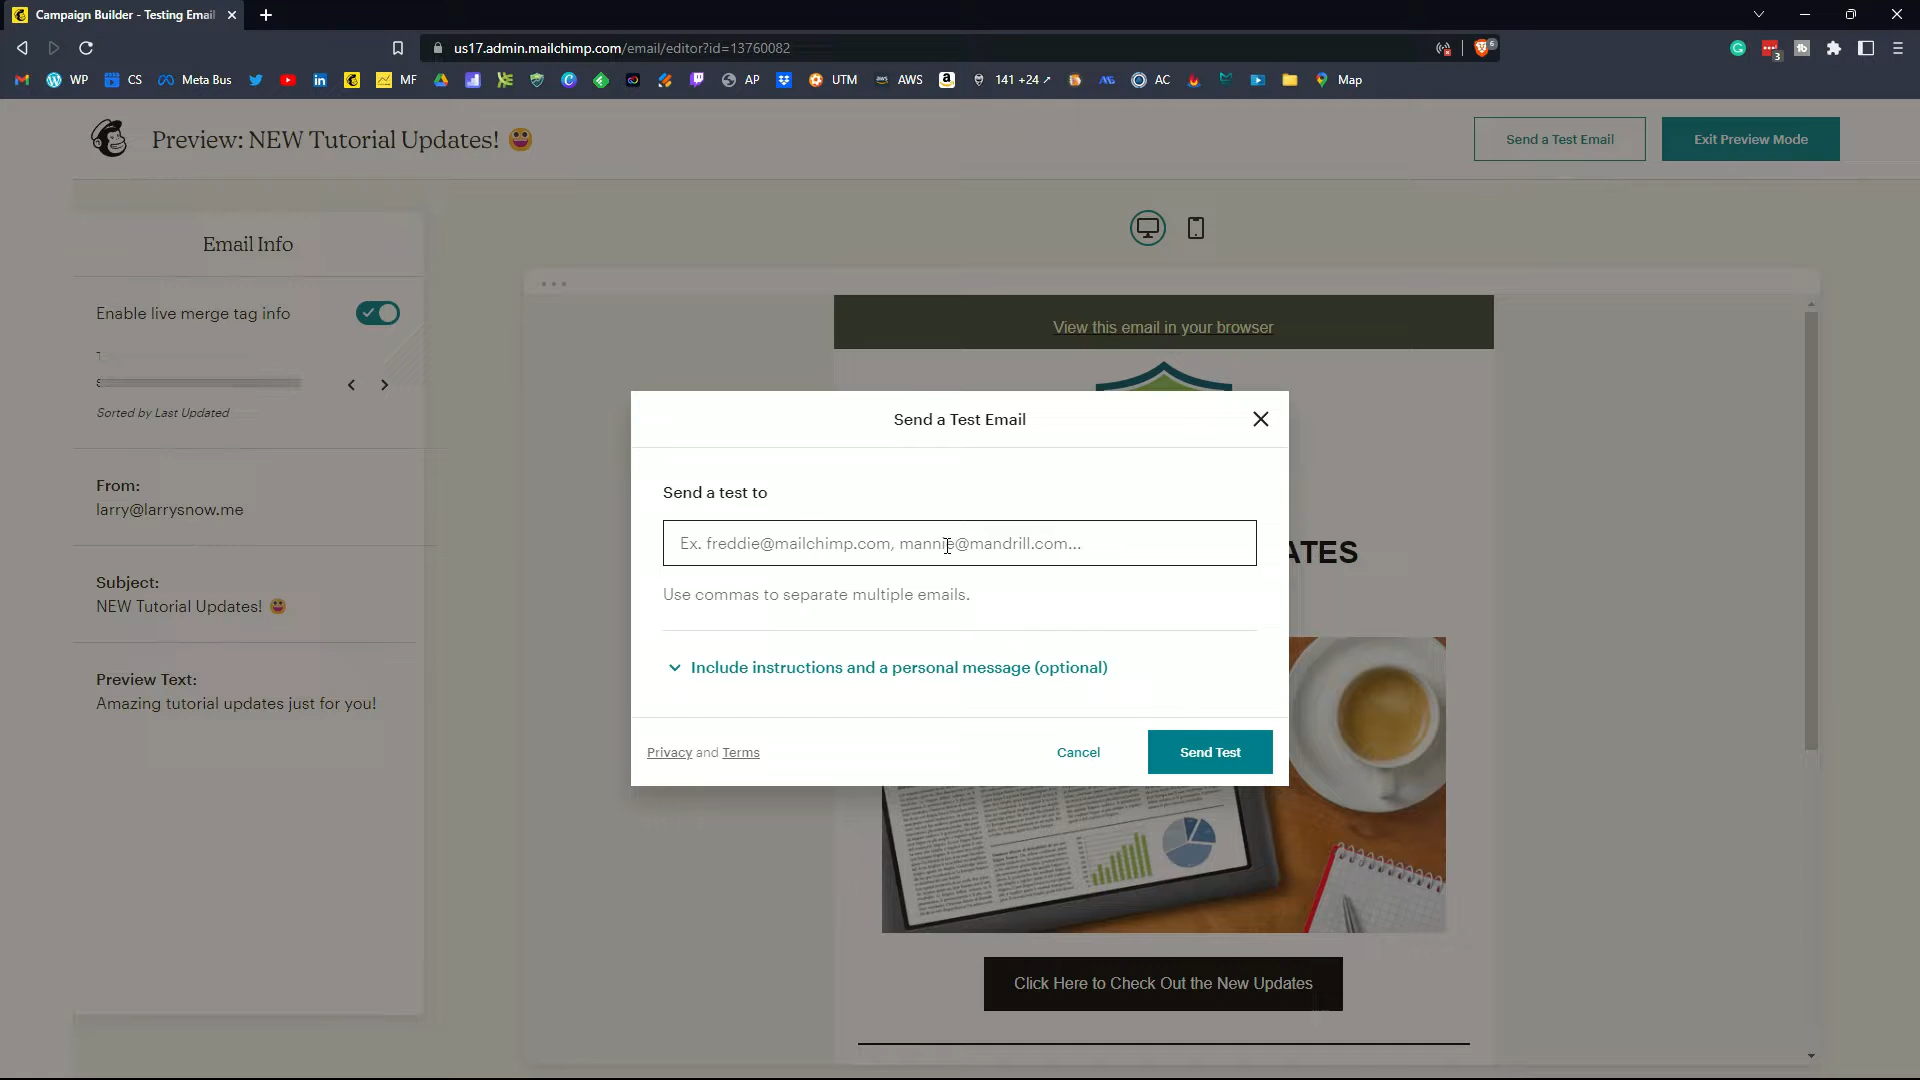 Campaign Builder - Testing Email
us17.admin.mailchimp.com/email/editor?id=13760082
6
3
WP
CS
Meta Bus
MF
AP
UTM
AWS
141 +24
AC
Map
Preview: NEW Tutorial Updates! 😀
Send a Test Email
Exit Preview Mode
Email Info
Enable live merge tag info
Sorted by Last Updated
From:
larry@larrysnow.me
Subject:
NEW Tutorial Updates! 😀
Preview Text:
Amazing tutorial updates just for you!
View this email in your browser
Send a Test Email
Send a test to
Ex. freddie@mailchimp.com, mannie@mandrill.com...
Use commas to separate multiple emails.
Include instructions and a personal message (optional)
Privacy and Terms
Cancel
Send Test
ATES
Click Here to Check Out the New Updates